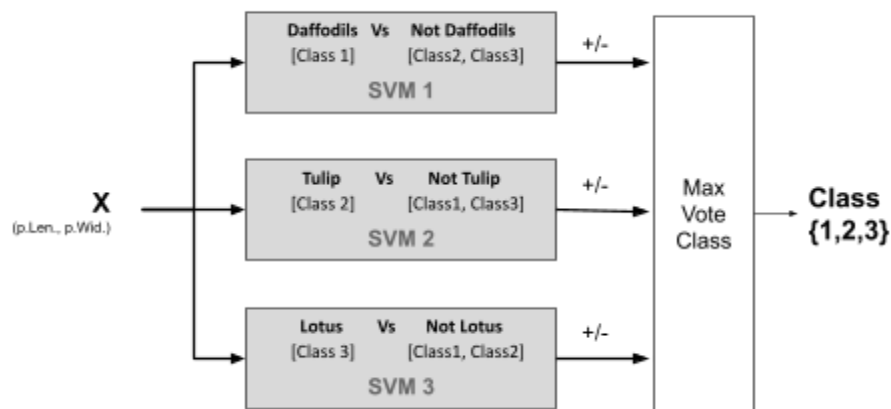 Daffodils Vs Not Daffodils
[Class 1] [Class2, Class3]
SVM 1
+/-
X
(p.Len., p.Wid.)
Tulip Vs Not Tulip
[Class 2] [Class1, Class3]
SVM 2
+/-
Lotus Vs Not Lotus
[Class 3] [Class1, Class2]
SVM 3
+/-
Max
Vote
Class
Class
{1,2,3}